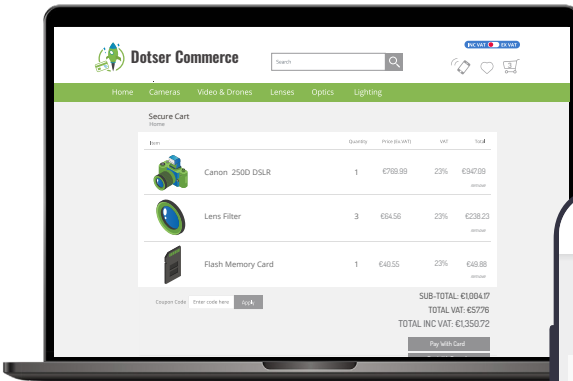 INC VAT EX VAT
Dotser Commerce
Search
3
Home Cameras Video & Drones Lenses Optics Lighting
Secure Cart
Home
Item Quantity Price (Ex.VAT) VAT Total
Canon 250D DSLR 1 €769.99 23% €947.09
REMOVE
Lens Filter 3 €64.56 23% €238.23
REMOVE
Flash Memory Card 1 €40.55 23% €49.88
REMOVE
Coupon Code Enter code here Apply
SUB-TOTAL: €1,004.17
TOTAL VAT: €57.76
TOTAL INC VAT: €1,350.72
Pay With Card